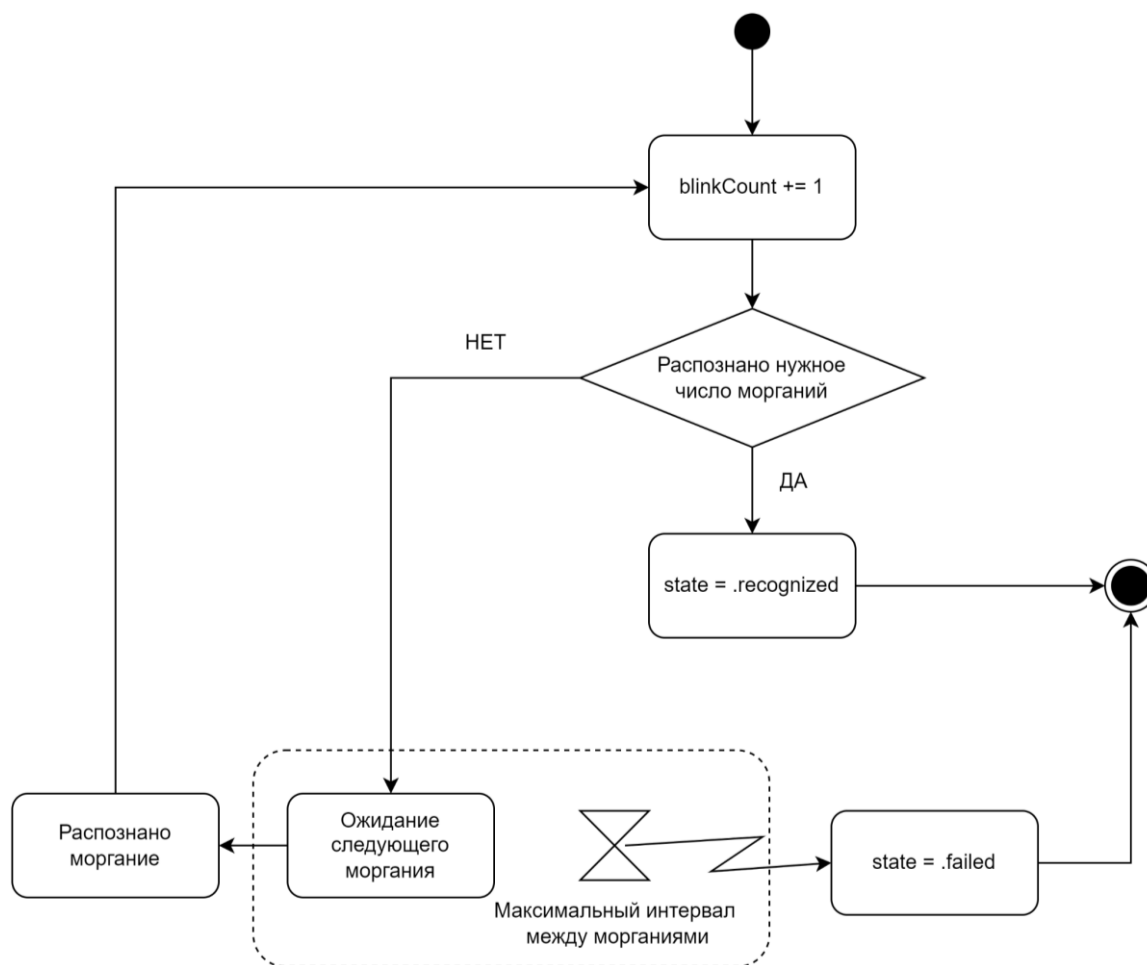 blinkCount += 1
НЕТ
Распознано нужное
число морганий
ДА
state = .recognized
Распознано
моргание
Ожидание
следующего
моргания
Максимальный интервал
между морганиями
state = .failed